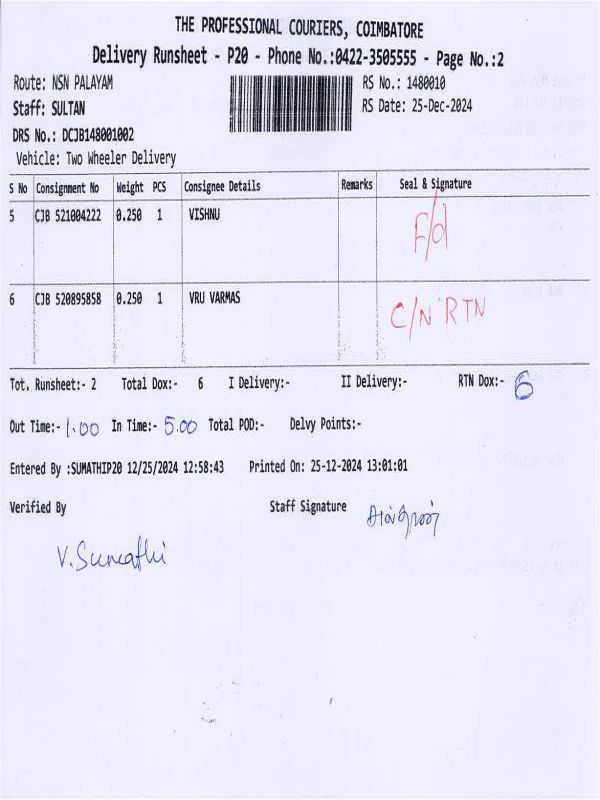 THE PROFESSIONAL COURIERS, COIMBATORE
Delivery Runsheet - P20 - Phone No.:0422-3505555 - Page No.:2
Route: NSN PALAYAM RS No.: 1480010
Staff: SULTAN RS Date: 25-Dec-2024
DRS No.: DCJB148001002
Vehicle: Two Wheeler Delivery
S No Consignment No Weight PCS Consignee Details Remarks Seal & Signature
5 CJB 521004222 0.250 1 VISHNU F/d
6 CJB 520895858 0.250 1 VRU VARMAS C/N RTN
Tot. Runsheet:- 2 Total Dox:- 6 I Delivery:- II Delivery:- RTN Dox:- 6
Out Time:- 1.00 In Time:- 5.00 Total POD:- Delvy Points:-
Entered By :SUMATHIP20 12/25/2024 12:58:43 Printed On: 25-12-2024 13:01:01
Verified By Staff Signature
V. Sumathi